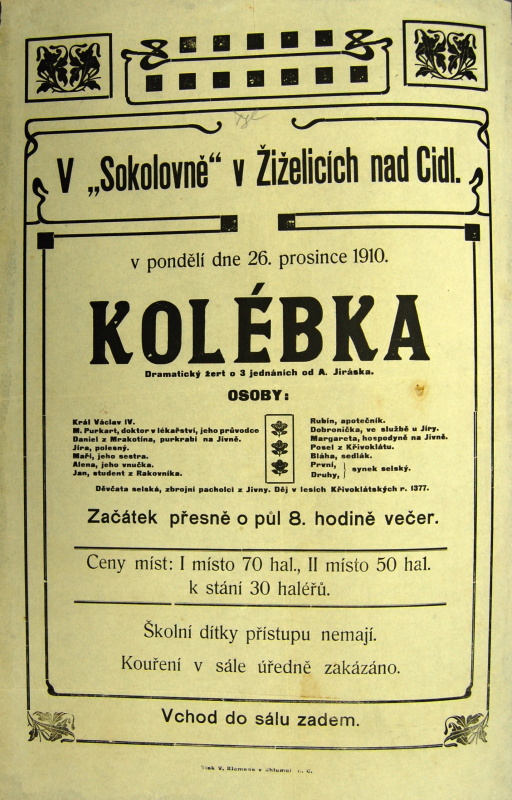 V „Sokolovně“ v Žiželicích nad Cidl.
v pondělí dne 26. prosince 1910.
KOLÉBKA
Dramatický žert o 3 jednáních od A. Jiráska.
OSOBY:
Král Václav IV.
M. Purkart, doktor v lékařství, jeho průvodce
Daniel z Mrakotína, purkrabí na Jivně.
Jíra, polesný.
Maří, jeho sestra.
Alena, jeho vnučka.
Jan, student z Rakovníka.
Rubín, apotečník.
Dobronička, ve službě u Jíry.
Margareta, hospodyně na Jivně.
Posel z Křivoklátu.
Bláha, sedlák.
První, } synek selský.
Druhý,
Děvčata selská, zbrojní pacholci z Jivny. Děj v lesích Křivoklátských r. 1377.
Začátek přesně o půl 8. hodině večer.
Ceny míst: I místo 70 hal., II místo 50 hal.
k stání 30 haléřů.
Školní dítky přístupu nemají.
Kouření v sále úředně zakázáno.
Vchod do sálu zadem.
Tisk V. Klemens v Chlumci n. C.